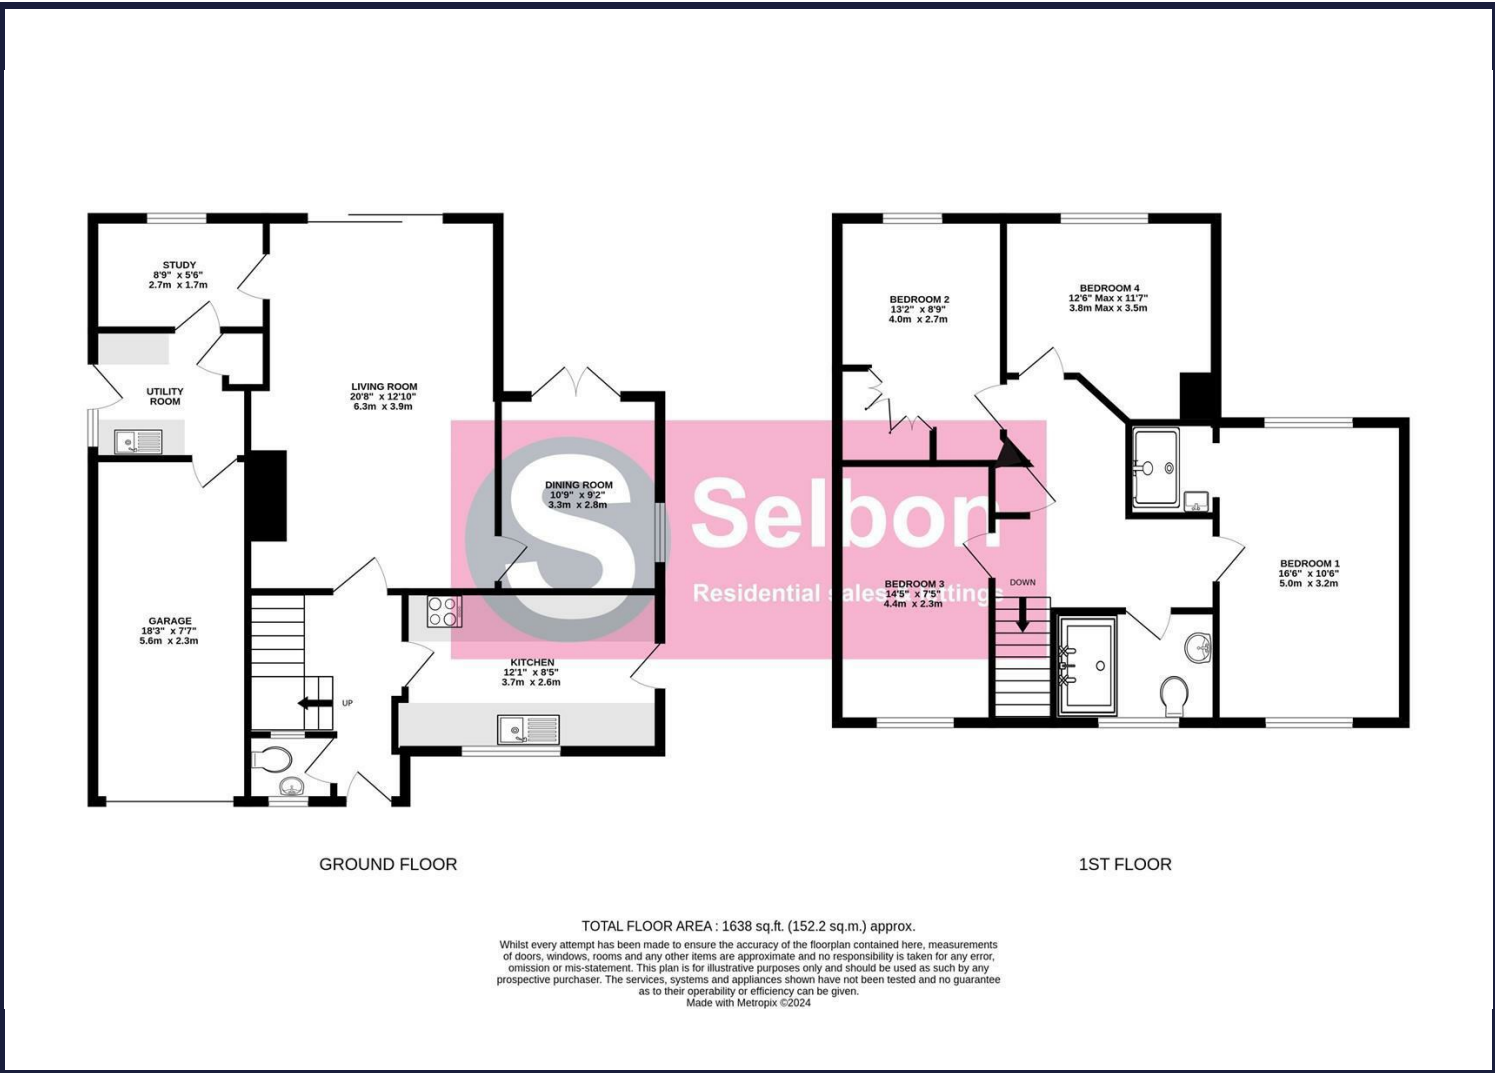 STUDY
8'9" x 5'6"
2.7m x 1.7m
UTILITY
ROOM
LIVING ROOM
20'8" x 12'10"
6.3m x 3.9m
DINING ROOM
10'9" x 9'2"
3.3m x 2.8m
GARAGE
18'3" x 7'7"
5.6m x 2.3m
KITCHEN
12'1" x 8'5"
3.7m x 2.6m
UP
BEDROOM 2
13'2" x 8'9"
4.0m x 2.7m
BEDROOM 4
12'6" Max x 11'7"
3.8m Max x 3.5m
BEDROOM 3
14'5" x 7'5"
4.4m x 2.3m
DOWN
BEDROOM 1
16'6" x 10'6"
5.0m x 3.2m
S Selbon
Residential sales lettings
GROUND FLOOR
1ST FLOOR
TOTAL FLOOR AREA : 1638 sq.ft. (152.2 sq.m.) approx.
Whilst every attempt has been made to ensure the accuracy of the floorplan contained here, measurements
of doors, windows, rooms and any other items are approximate and no responsibility is taken for any error,
omission or mis-statement. This plan is for illustrative purposes only and should be used as such by any
prospective purchaser. The services, systems and appliances shown have not been tested and no guarantee
as to their operability or efficiency can be given.
Made with Metropix ©2024